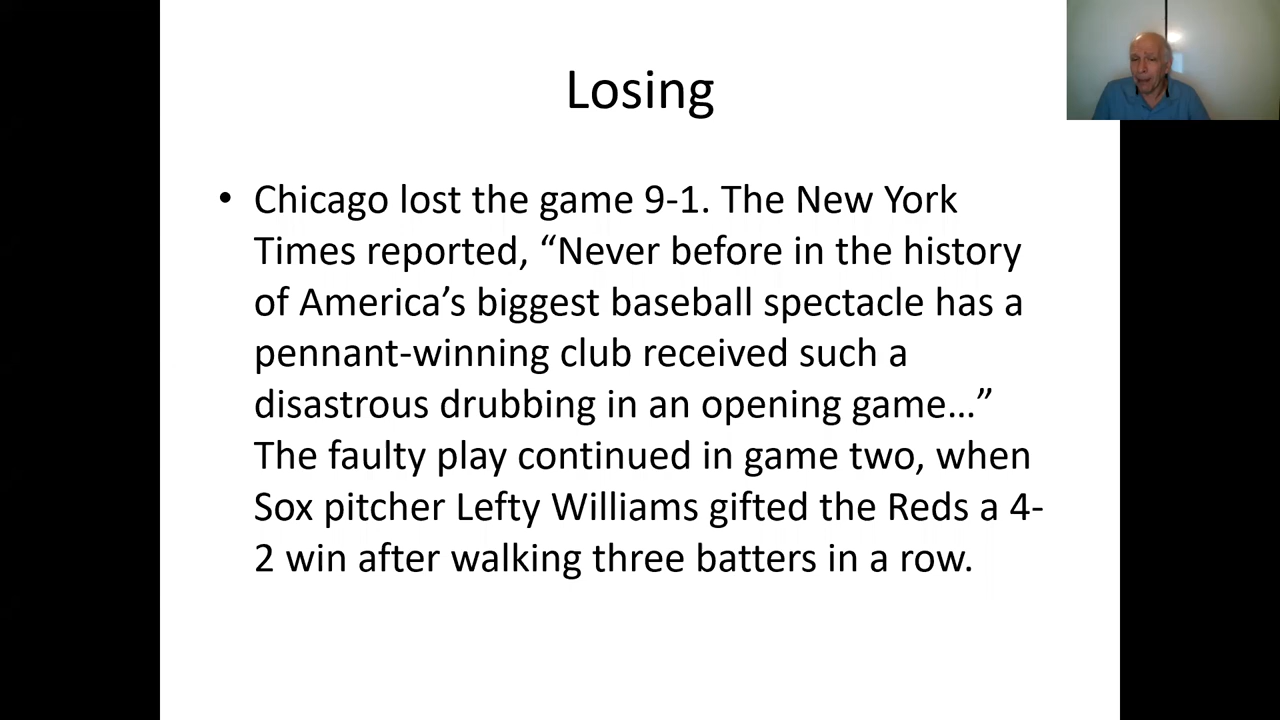 Losing
• Chicago lost the game 9-1. The New York
Times reported, “Never before in the history
of America’s biggest baseball spectacle has a
pennant-winning club received such a
disastrous drubbing in an opening game…”
The faulty play continued in game two, when
Sox pitcher Lefty Williams gifted the Reds a 4-
2 win after walking three batters in a row.